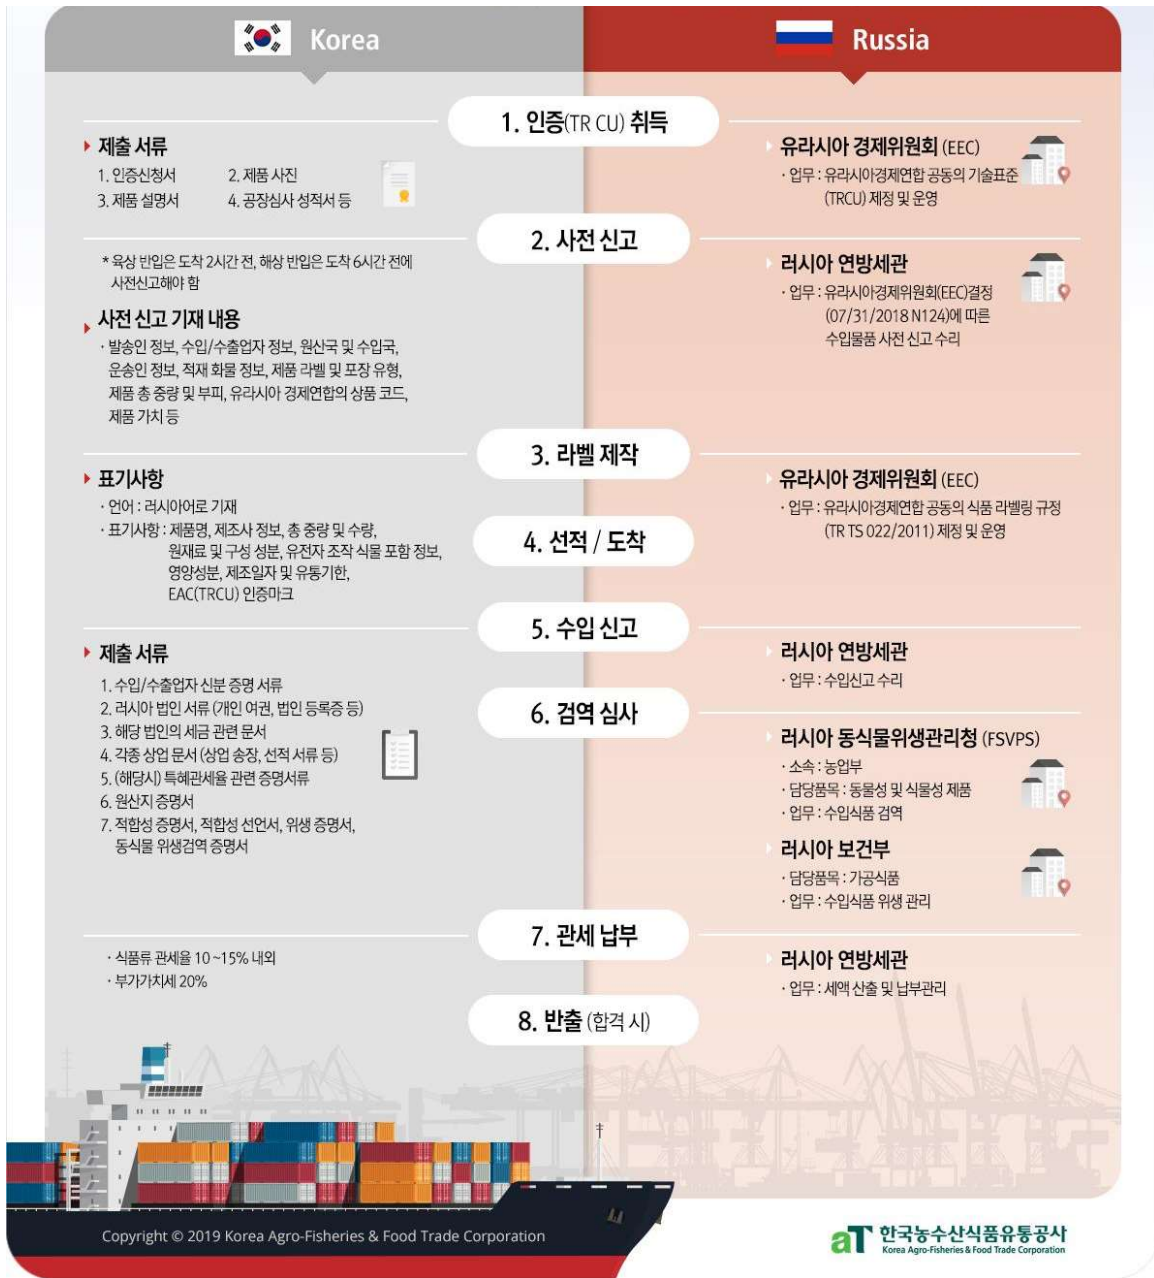 Korea
Russia
1. 인증(TR CU) 취득
제출 서류
1. 인증신청서 2. 제품 사진
3. 제품 설명서 4. 공장심사 성적서 등
유라시아 경제위원회 (EEC)
· 업무 : 유라시아경제연합 공동의 기술표준
(TRCU) 제정 및 운영
2. 사전 신고
* 육상 반입은 도착 2시간 전, 해상 반입은 도착 6시간 전에
사전신고해야 함
사전 신고 기재 내용
· 발송인 정보, 수입/수출업자 정보, 원산국 및 수입국,
운송인 정보, 적재 화물 정보, 제품 라벨 및 포장 유형,
제품 총 중량 및 부피, 유라시아 경제연합의 상품 코드,
제품 가치 등
러시아 연방세관
· 업무 : 유라시아경제위원회(EEC)결정
(07/31/2018 N124)에 따른
수입물품 사전 신고 수리
3. 라벨 제작
표기사항
· 언어 : 러시아어로 기재
· 표기사항 : 제품명, 제조사 정보, 총 중량 및 수량,
원재료 및 구성 성분, 유전자 조작 식물 포함 정보,
영양성분, 제조일자 및 유통기한,
EAC(TRCU) 인증마크
유라시아 경제위원회 (EEC)
· 업무 : 유라시아경제연합 공동의 식품 라벨링 규정
(TR TS 022/2011) 제정 및 운영
4. 선적 / 도착
5. 수입 신고
제출 서류
1. 수입/수출업자 신분 증명 서류
2. 러시아 법인 서류 (개인 여권, 법인 등록증 등)
3. 해당 법인의 세금 관련 문서
4. 각종 상업 문서 (상업 송장, 선적 서류 등)
5. (해당시) 특혜관세율 관련 증명서류
6. 원산지 증명서
7. 적합성 증명서, 적합성 선언서, 위생 증명서,
동식물 위생검역 증명서
러시아 연방세관
· 업무 : 수입신고 수리
6. 검역 심사
러시아 동식물위생관리청 (FSVPS)
· 소속 : 농업부
· 담당품목 : 동물성 및 식물성 제품
· 업무 : 수입식품 검역
러시아 보건부
· 담당품목 : 가공식품
· 업무 : 수입식품 위생 관리
7. 관세 납부
· 식품류 관세율 10 ~15% 내외
· 부가가치세 20%
러시아 연방세관
· 업무 : 세액 산출 및 납부관리
8. 반출 (합격 시)
Copyright © 2019 Korea Agro-Fisheries & Food Trade Corporation
aT 한국농수산식품유통공사
Korea Agro-Fisheries & Food Trade Corporation